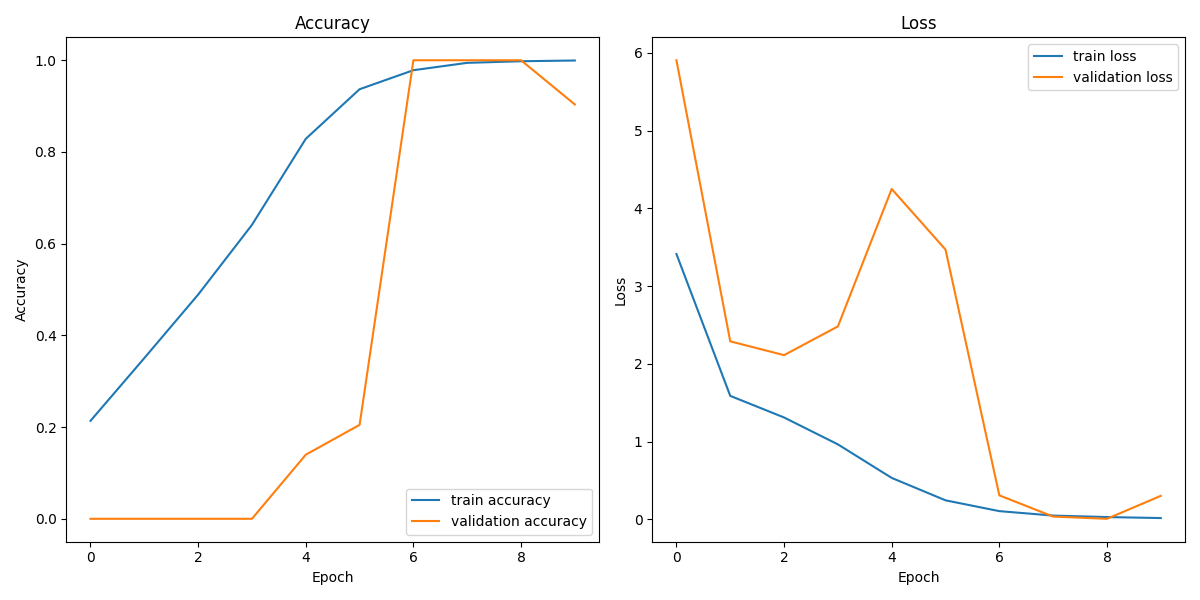 Accuracy
1.0
0.8
0.6
0.4
0.2
0.0
Accuracy
0 2 4 6 8
Epoch
train accuracy
validation accuracy
Loss
6
5
4
3
2
1
0
Loss
0 2 4 6 8
Epoch
train loss
validation loss